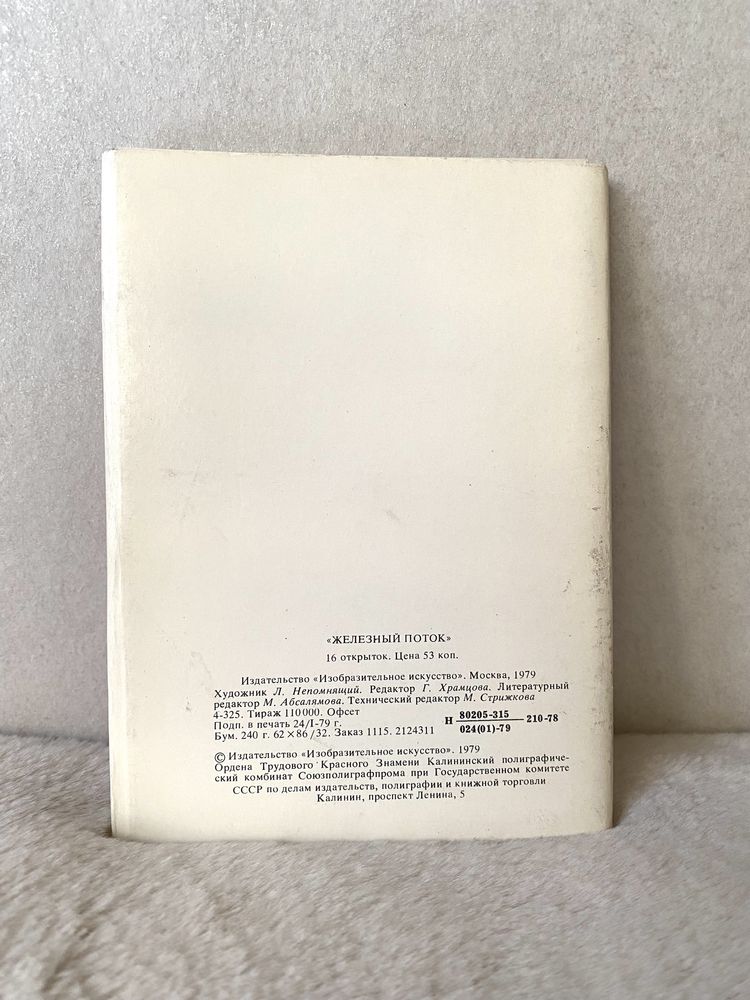 «ЖЕЛЕЗНЫЙ ПОТОК»
16 открыток. Цена 53 коп.
Издательство «Изобразительное искусство». Москва, 1979
Художник Л. Непомнящий. Редактор Г. Храмцова. Литературный
редактор М. Абсалямова. Технический редактор М. Стрижкова
4-325. Тираж 110 000. Офсет
Подп. в печать 24/I-79 г.
Бум. 240 г. 62 × 86 /32. Заказ 1115. 2124311
80205-315
Н 210-78
024(01)-79
© Издательство «Изобразительное искусство». 1979
Ордена Трудового Красного Знамени Калининский полиграфиче-
ский комбинат Союзполиграфпрома при Государственном комитете
СССР по делам издательств, полиграфии и книжной торговли
Калинин, проспект Ленина, 5